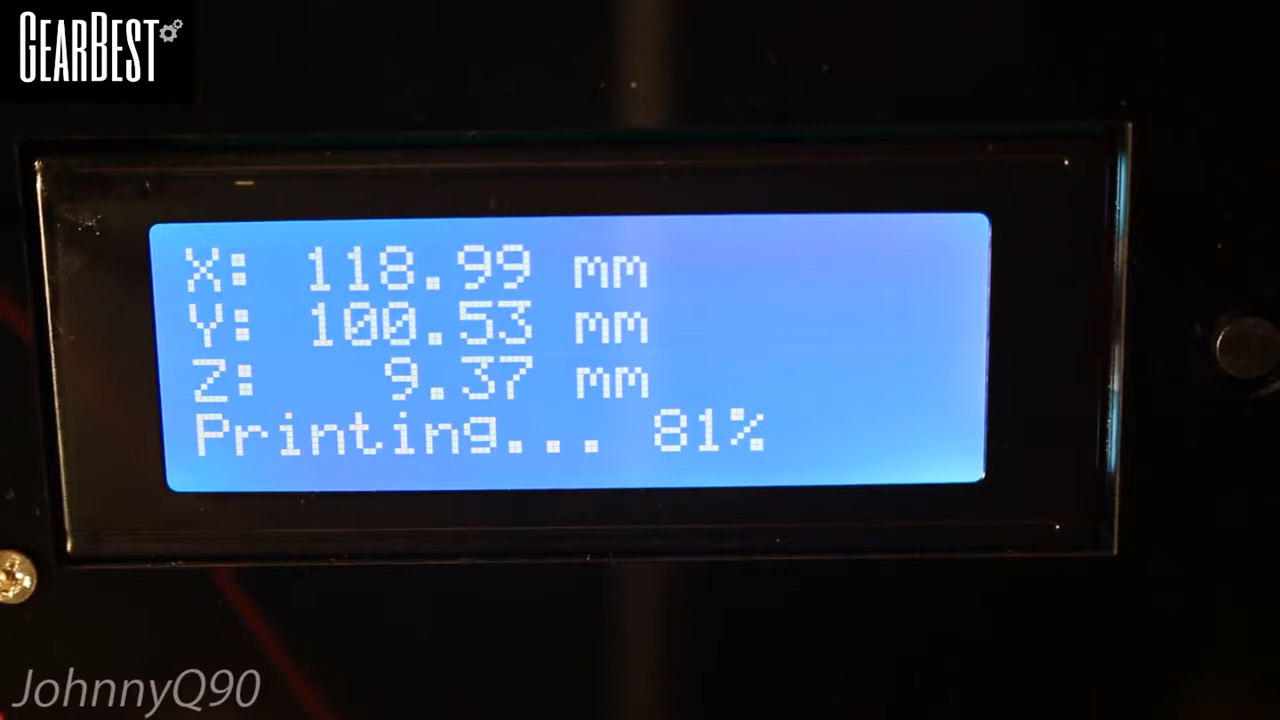 GEARBEST
X: 118.99 mm
Y: 100.53 mm
Z: 9.37 mm
Printing... 81%
JohnnyQ90